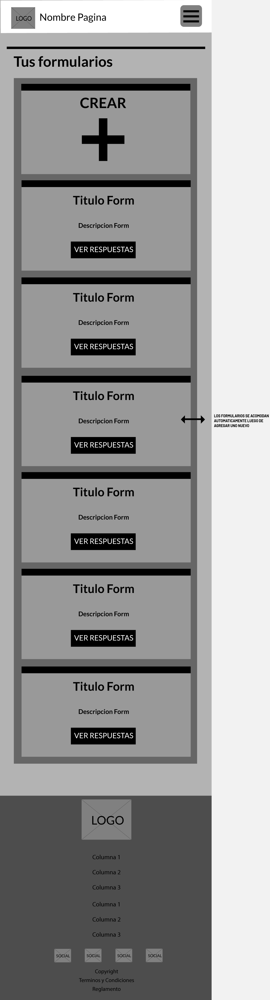 LOGO
Nombre Pagina
Tus formularios
CREAR
Titulo Form
Descripcion Form
VER RESPUESTAS
Titulo Form
Descripcion Form
VER RESPUESTAS
Titulo Form
Descripcion Form
VER RESPUESTAS
LOS FORMULARIOS SE ACOMODAN
AUTOMATICAMENTE LUEGO DE
AGREGAR UNO NUEVO
Titulo Form
Descripcion Form
VER RESPUESTAS
Titulo Form
Descripcion Form
VER RESPUESTAS
Titulo Form
Descripcion Form
VER RESPUESTAS
LOGO
Columna 1
Columna 2
Columna 3
Columna 1
Columna 2
Columna 3
SOCIAL SOCIAL SOCIAL SOCIAL
Copyright
Terminos y Condiciones
Reglamento